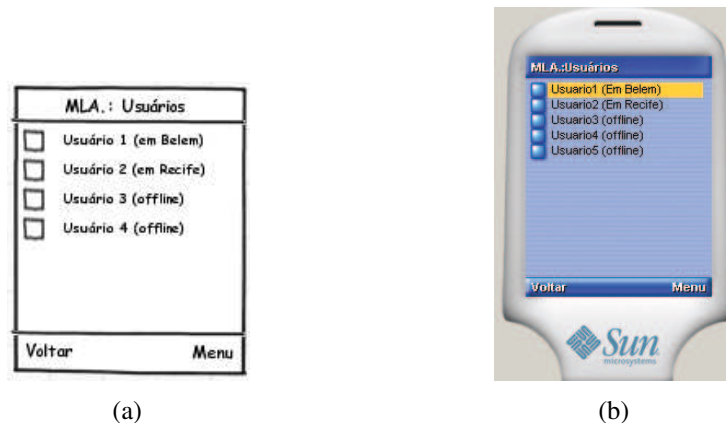 MLA.: Usuários
Usuário 1 (em Belem)
Usuário 2 (em Recife)
Usuário 3 (offline)
Usuário 4 (offline)
Voltar Menu
(a)
MLA.:Usuários
Usuario1 (Em Belem)
Usuario2 (Em Recife)
Usuario3 (offline)
Usuario4 (offline)
Usuario5 (offline)
Voltar Menu
Sun
microsystems
(b)